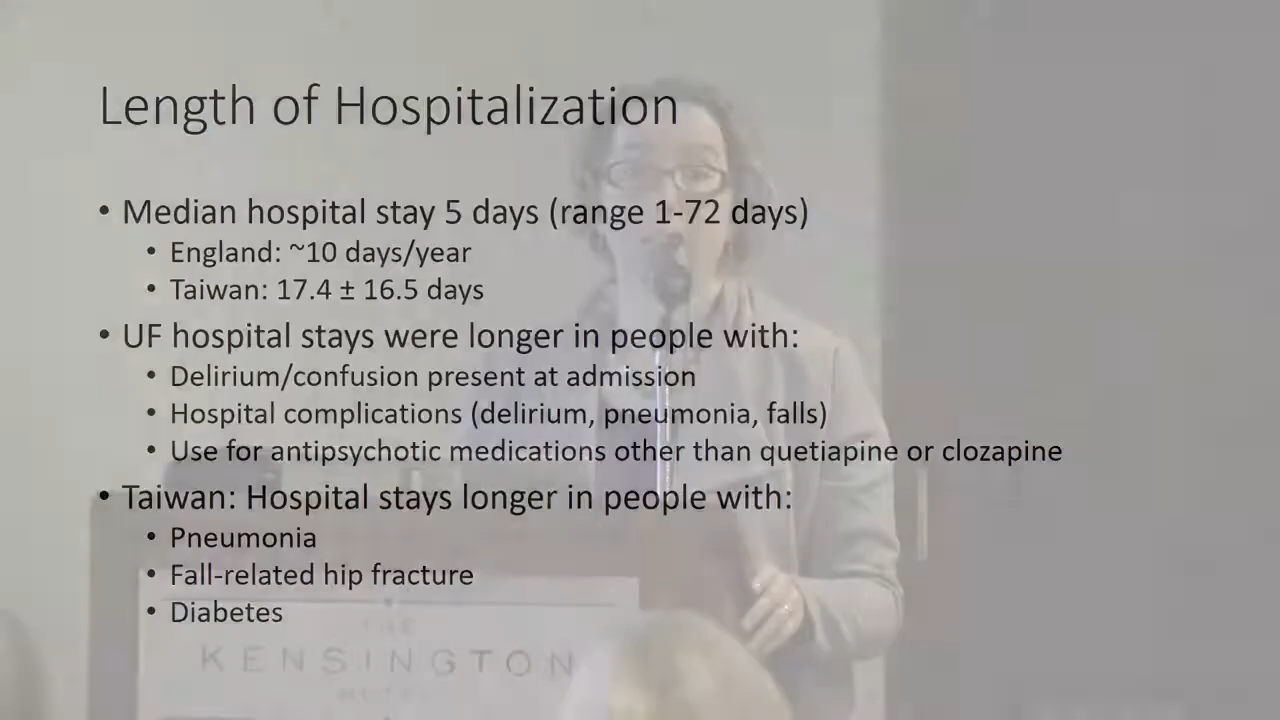 Length of Hospitalization
• Median hospital stay 5 days (range 1-72 days)
• England: ~10 days/year
• Taiwan: 17.4 ± 16.5 days
• UF hospital stays were longer in people with:
• Delirium/confusion present at admission
• Hospital complications (delirium, pneumonia, falls)
• Use for antipsychotic medications other than quetiapine or clozapine
• Taiwan: Hospital stays longer in people with:
• Pneumonia
• Fall-related hip fracture
• Diabetes
THE
KENSINGTON
HOTEL